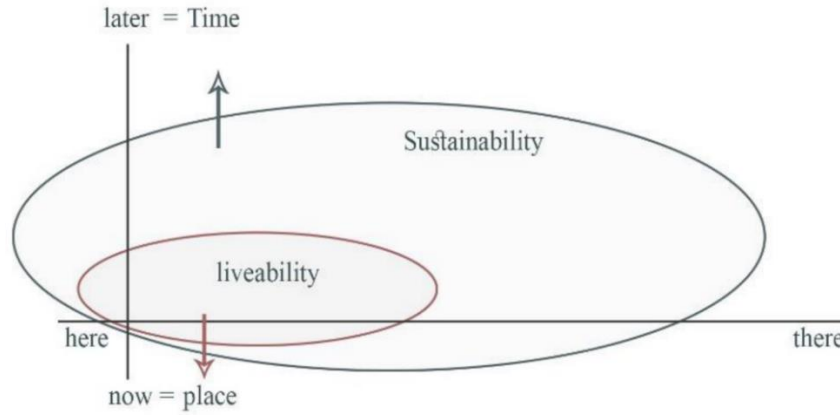 later = Time
Sustainability
liveability
here
there
now = place